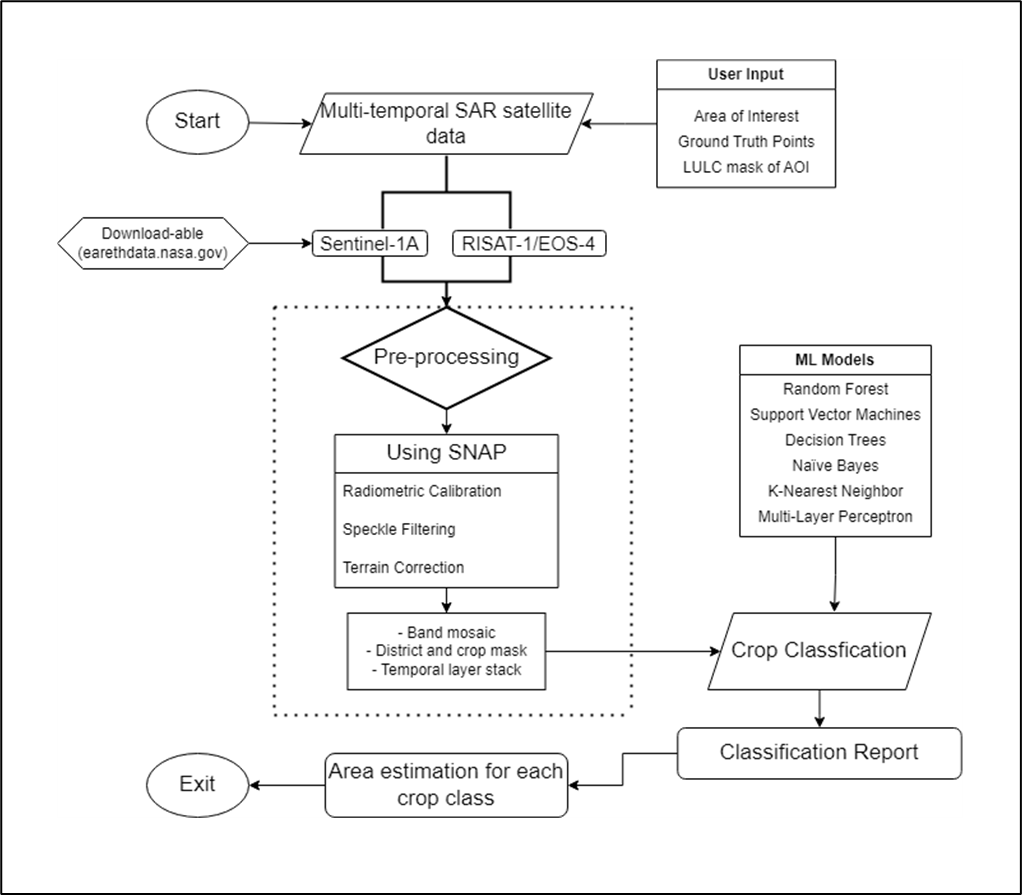 Start
Multi-temporal SAR satellite
data
User Input
Area of Interest
Ground Truth Points
LULC mask of AOI
Download-able
(earethdata.nasa.gov)
Sentinel-1A
RISAT-1/EOS-4
Pre-processing
Using SNAP
Radiometric Calibration
Speckle Filtering
Terrain Correction
- Band mosaic
- District and crop mask
- Temporal layer stack
ML Models
Random Forest
Support Vector Machines
Decision Trees
Naïve Bayes
K-Nearest Neighbor
Multi-Layer Perceptron
Crop Classfication
Classification Report
Area estimation for each
crop class
Exit